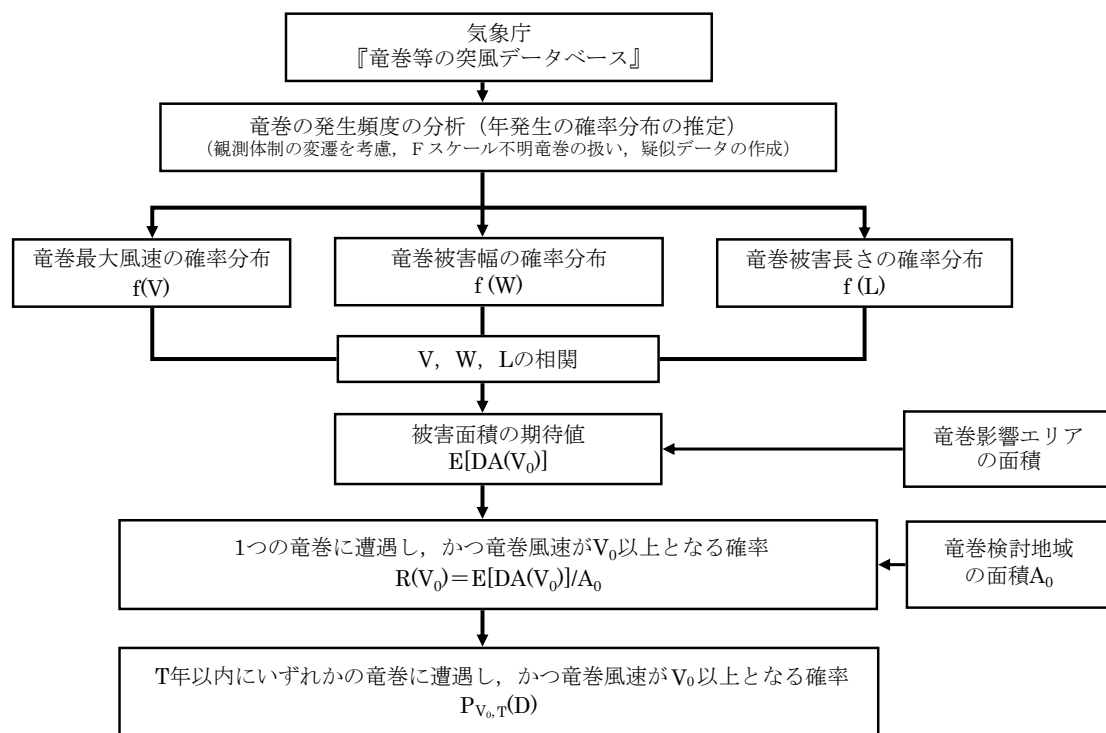 気象庁
『竜巻等の突風データベース』
竜巻の発生頻度の分析（年発生の確率分布の推定）
（観測体制の変遷を考慮，Ｆスケール不明竜巻の扱い，疑似データの作成）
竜巻最大風速の確率分布
f(V)
竜巻被害幅の確率分布
f (W)
竜巻被害長さの確率分布
f (L)
V，W，Lの相関
被害面積の期待値
E[DA(V₀)]
竜巻影響エリア
の面積
1つの竜巻に遭遇し，かつ竜巻風速がV₀以上となる確率
R(V₀)＝E[DA(V₀)]/A₀
竜巻検討地域
の面積A₀
T年以内にいずれかの竜巻に遭遇し，かつ竜巻風速がV₀以上となる確率
P_{V₀,T}(D)